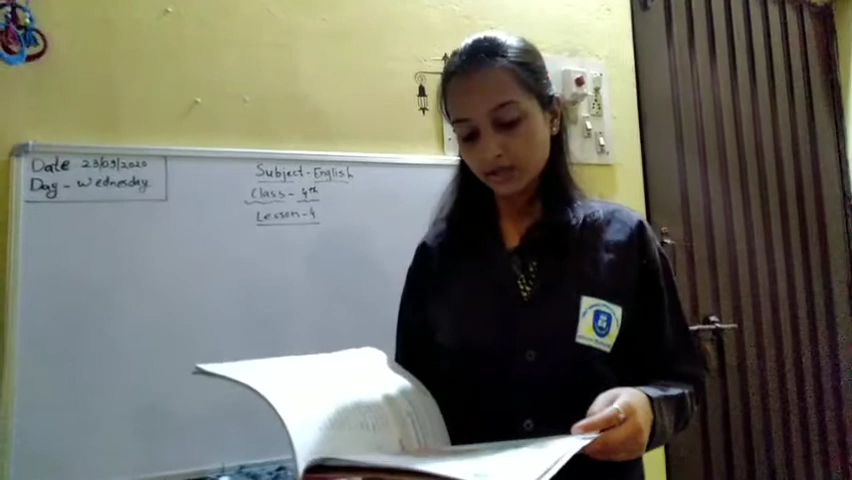 Date 23/09/2020
Day - Wednesday
Subject - English
Class - 4th
Lesson - 4